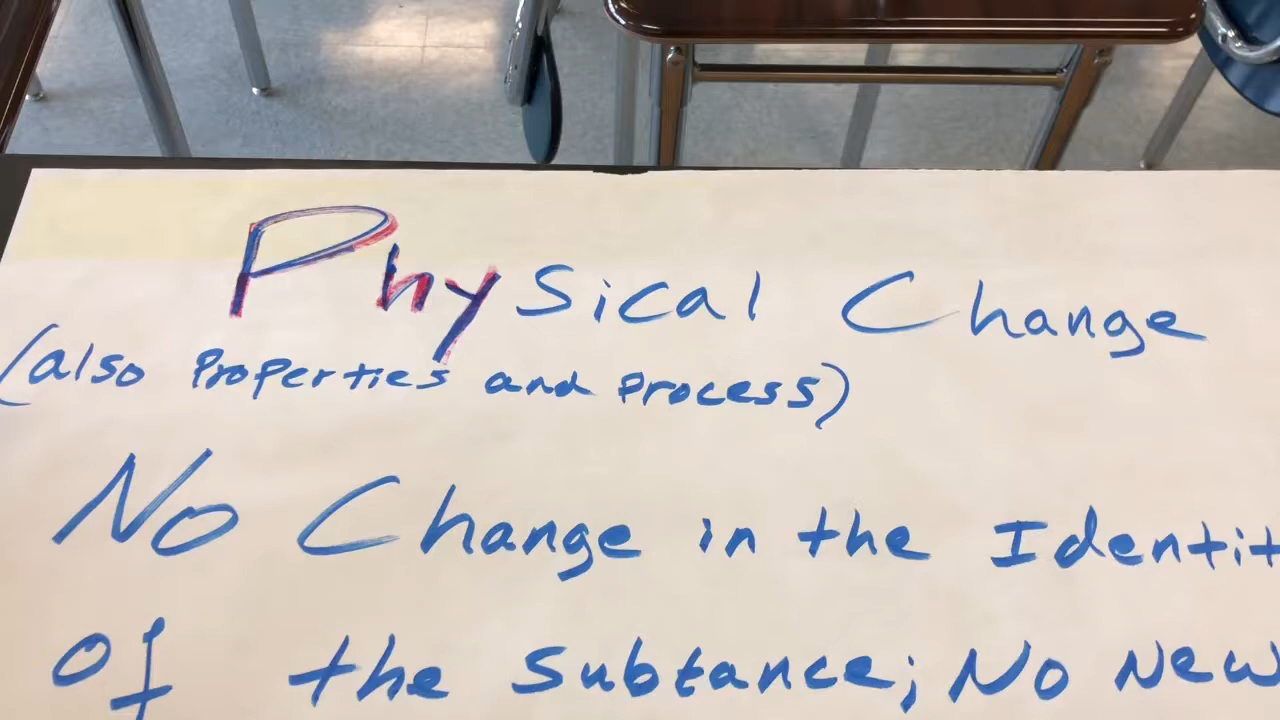 Physical Change
(also Properties and process)
No Change in the Identit
of the Subtance; No New